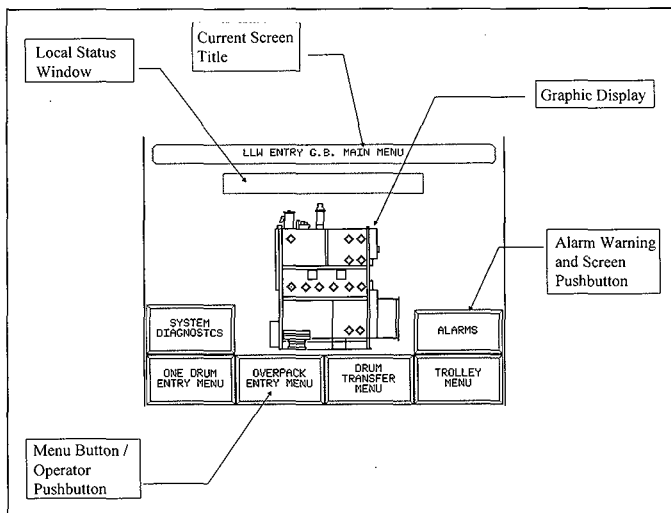 Current Screen
Title
Local Status
Window
Graphic Display
LLW ENTRY G.B. MAIN MENU
Alarm Warning
and Screen
Pushbutton
SYSTEM
DIAGNOSTCS
ALARMS
ONE DRUM
ENTRY MENU
OVERPACK
ENTRY MENU
DRUM
TRANSFER
MENU
TROLLEY
MENU
Menu Button /
Operator
Pushbutton